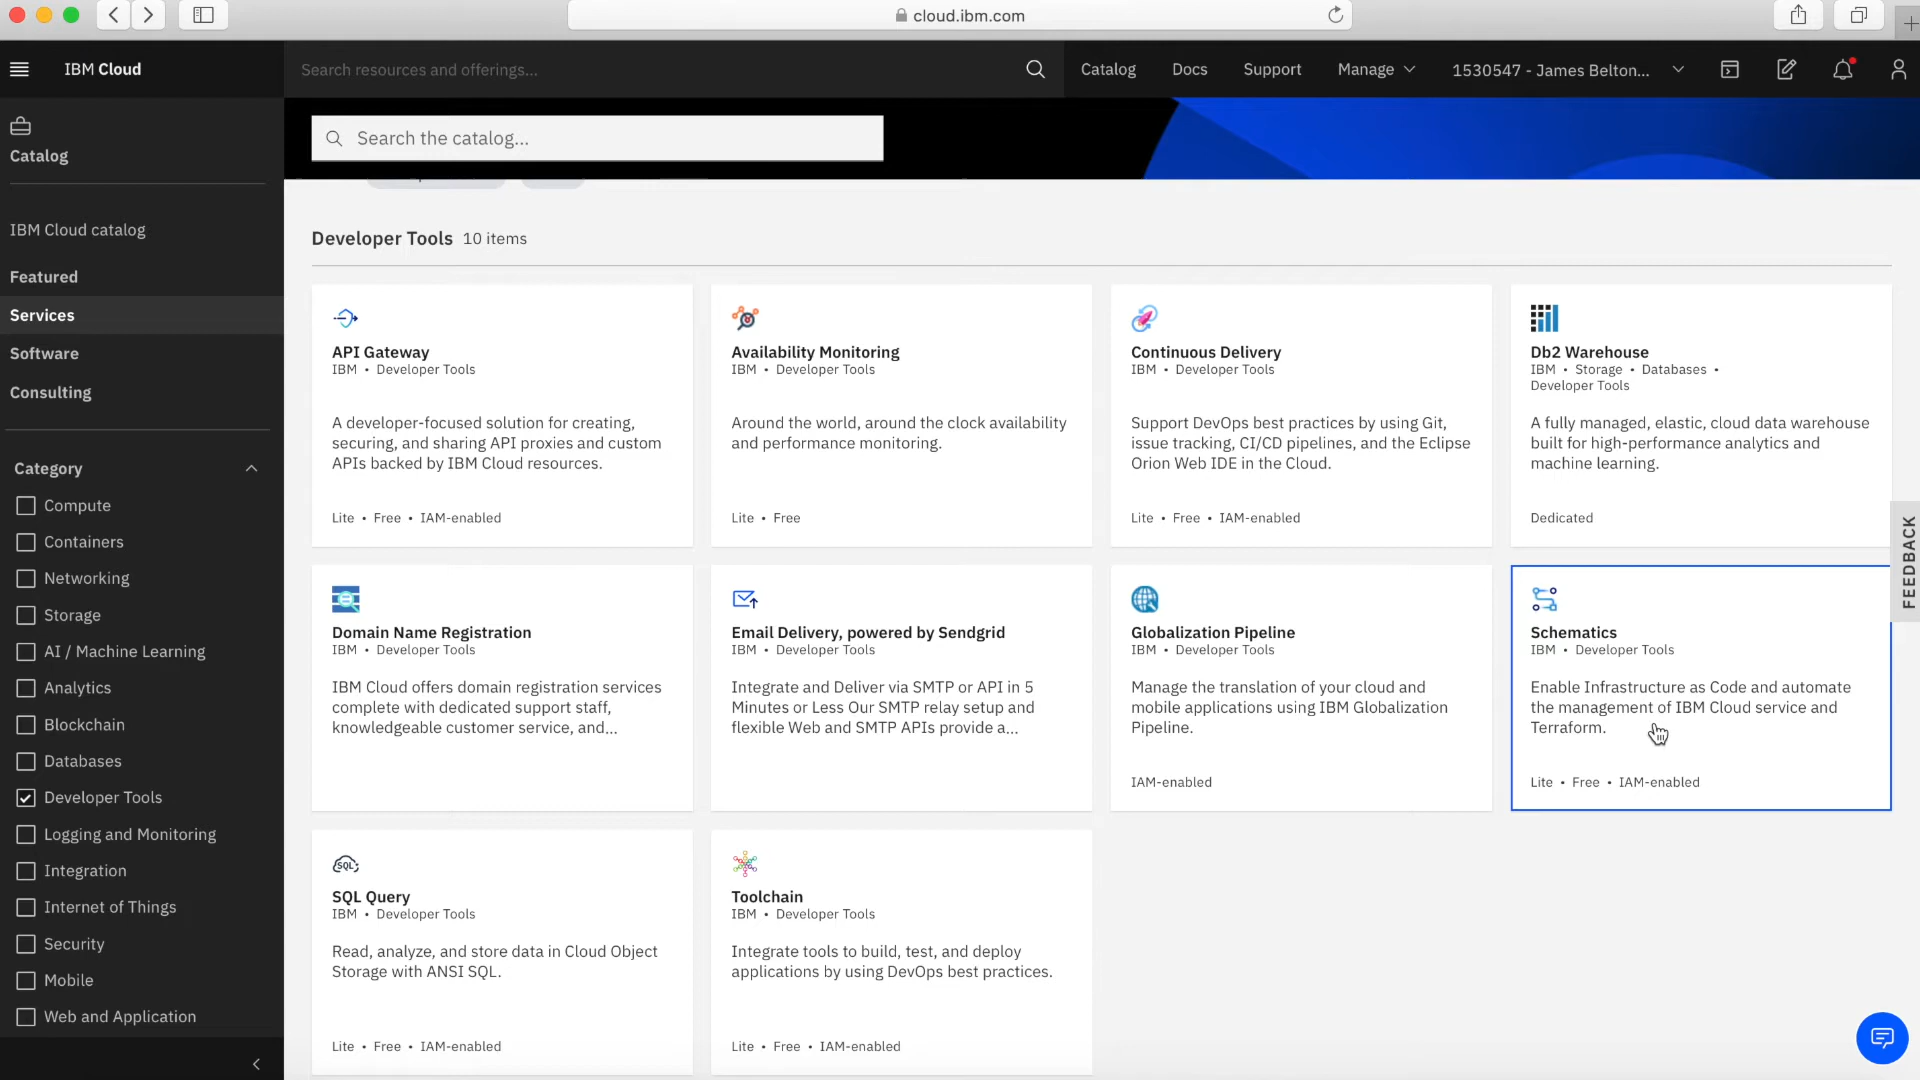 cloud.ibm.com
IBM Cloud
Search resources and offerings...
Catalog
Docs
Support
Manage
1530547 - James Belton...
Catalog
IBM Cloud catalog
Featured
Services
Software
Consulting
Category
Compute
Containers
Networking
Storage
AI / Machine Learning
Analytics
Blockchain
Databases
Developer Tools
Logging and Monitoring
Integration
Internet of Things
Security
Mobile
Web and Application
Search the catalog...
Developer Tools 10 items
API Gateway
IBM • Developer Tools
A developer-focused solution for creating,
securing, and sharing API proxies and custom
APIs backed by IBM Cloud resources.
Lite • Free • IAM-enabled
Availability Monitoring
IBM • Developer Tools
Around the world, around the clock availability
and performance monitoring.
Lite • Free
Continuous Delivery
IBM • Developer Tools
Support DevOps best practices by using Git,
issue tracking, CI/CD pipelines, and the Eclipse
Orion Web IDE in the Cloud.
Lite • Free • IAM-enabled
Db2 Warehouse
IBM • Storage • Databases •
Developer Tools
A fully managed, elastic, cloud data warehouse
built for high-performance analytics and
machine learning.
Dedicated
Domain Name Registration
IBM • Developer Tools
IBM Cloud offers domain registration services
complete with dedicated support staff,
knowledgeable customer service, and...
Email Delivery, powered by Sendgrid
IBM • Developer Tools
Integrate and Deliver via SMTP or API in 5
Minutes or Less Our SMTP relay setup and
flexible Web and SMTP APIs provide a...
Globalization Pipeline
IBM • Developer Tools
Manage the translation of your cloud and
mobile applications using IBM Globalization
Pipeline.
IAM-enabled
Schematics
IBM • Developer Tools
Enable Infrastructure as Code and automate
the management of IBM Cloud service and
Terraform.
Lite • Free • IAM-enabled
SQL
SQL Query
IBM • Developer Tools
Read, analyze, and store data in Cloud Object
Storage with ANSI SQL.
Lite • Free • IAM-enabled
Toolchain
IBM • Developer Tools
Integrate tools to build, test, and deploy
applications by using DevOps best practices.
Lite • Free • IAM-enabled
FEEDBACK